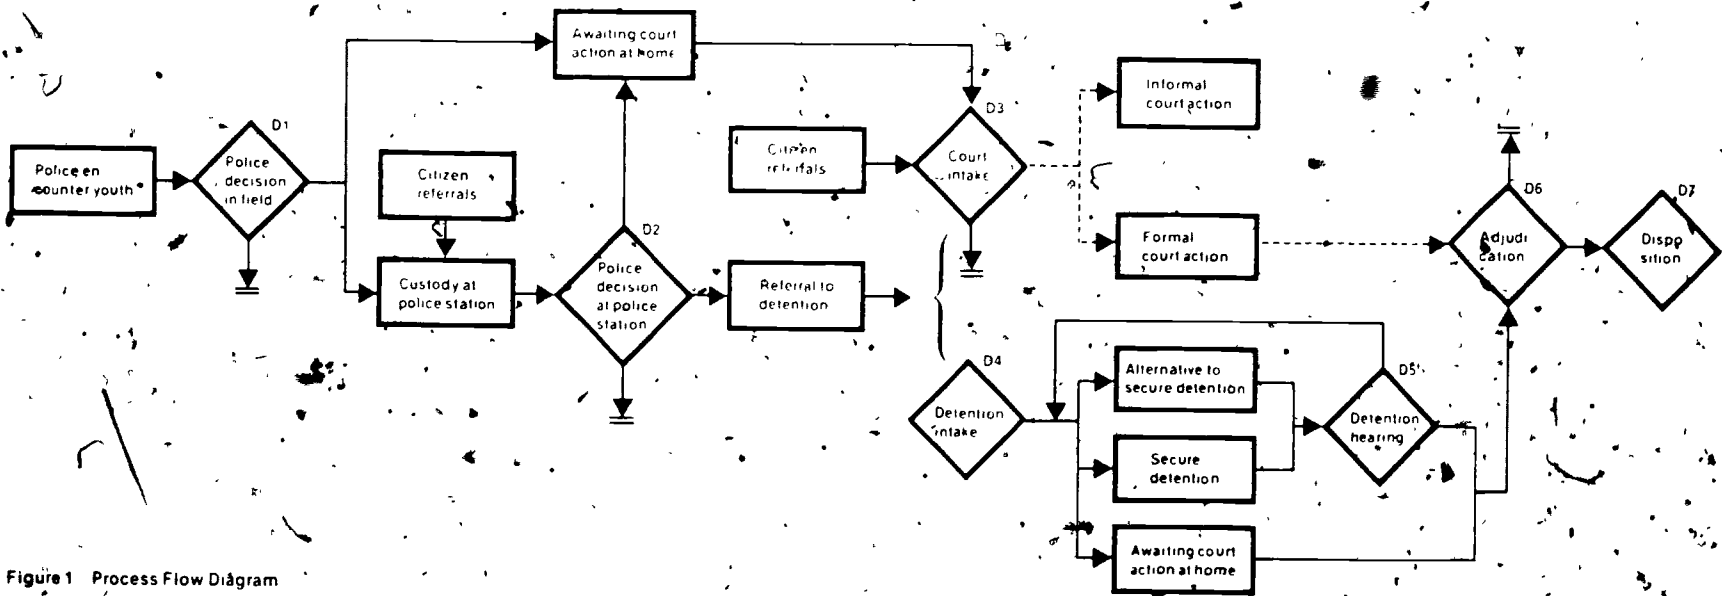 Police en
counter youth
D1
Police
decision
in field
Awaiting court
action at home
Citizen
referrals
Custody at
police station
D2
Police
decision
at police
station
Citizen
referrals
Referral to
detention
D3
Court
intake
Informal
court action
Formal
court action
D4
Detention
intake
Alternative to
secure detention
Secure
detention
Awaiting court
action at home
D5
Detention
hearing
D6
Adjudi
cation
D7
Dispo
sition
Figure 1 Process Flow Diagram